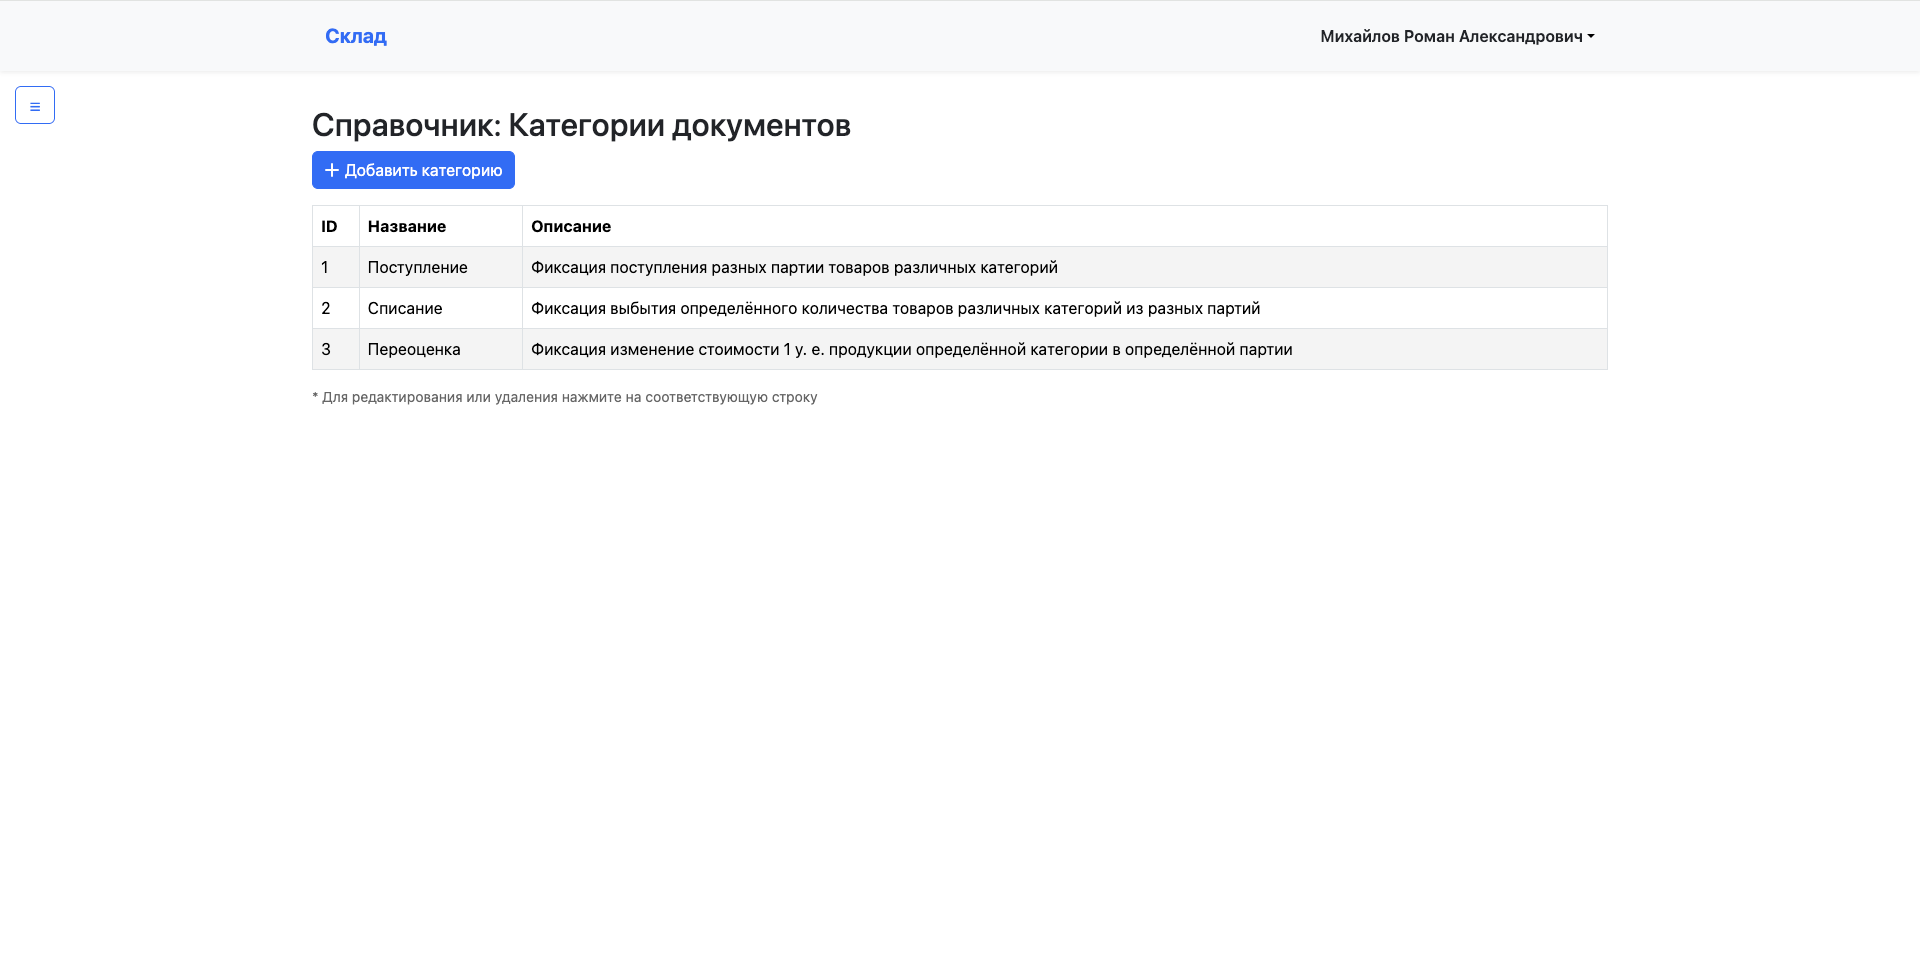 Склад
Михайлов Роман Александрович
Справочник: Категории документов
Добавить категорию
ID Название Описание
1 Поступление Фиксация поступления разных партии товаров различных категорий
2 Списание Фиксация выбытия определённого количества товаров различных категорий из разных партий
3 Переоценка Фиксация изменение стоимости 1 у. е. продукции определённой категории в определённой партии
* Для редактирования или удаления нажмите на соответствующую строку